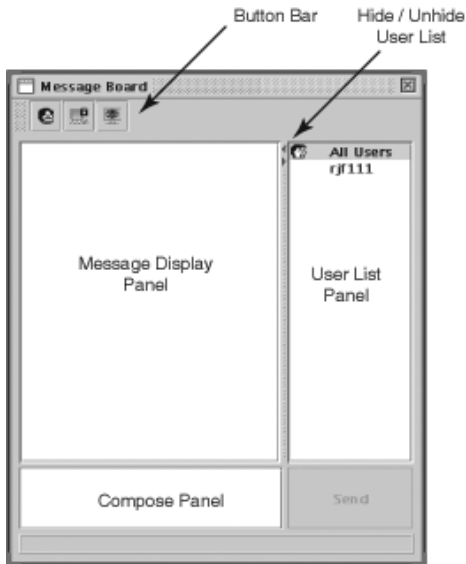 Button Bar
Hide / Unhide
User List
Message Board
All Users
rjf111
Message Display
Panel
User List
Panel
Compose Panel
Send